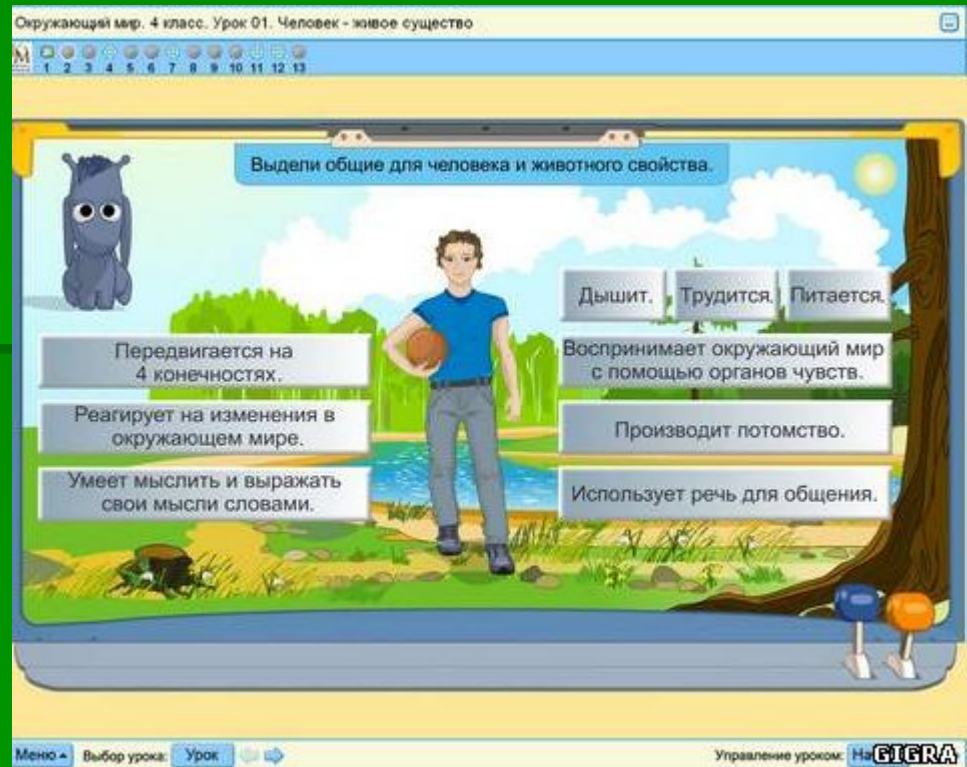 Окружающий мир. 4 класс. Урок 01. Человек - живое существо
М
1 2 3 4 5 6 7 8 9 10 11 12 13
Выдели общие для человека и животного свойства.
Дышит. Трудится. Питается.
Передвигается на
4 конечностях.
Воспринимает окружающий мир
с помощью органов чувств.
Реагирует на изменения в
окружающем мире.
Производит потомство.
Умеет мыслить и выражать
свои мысли словами.
Использует речь для общения.
Меню Выбор урока: Урок
Управление уроком:
GIGRA